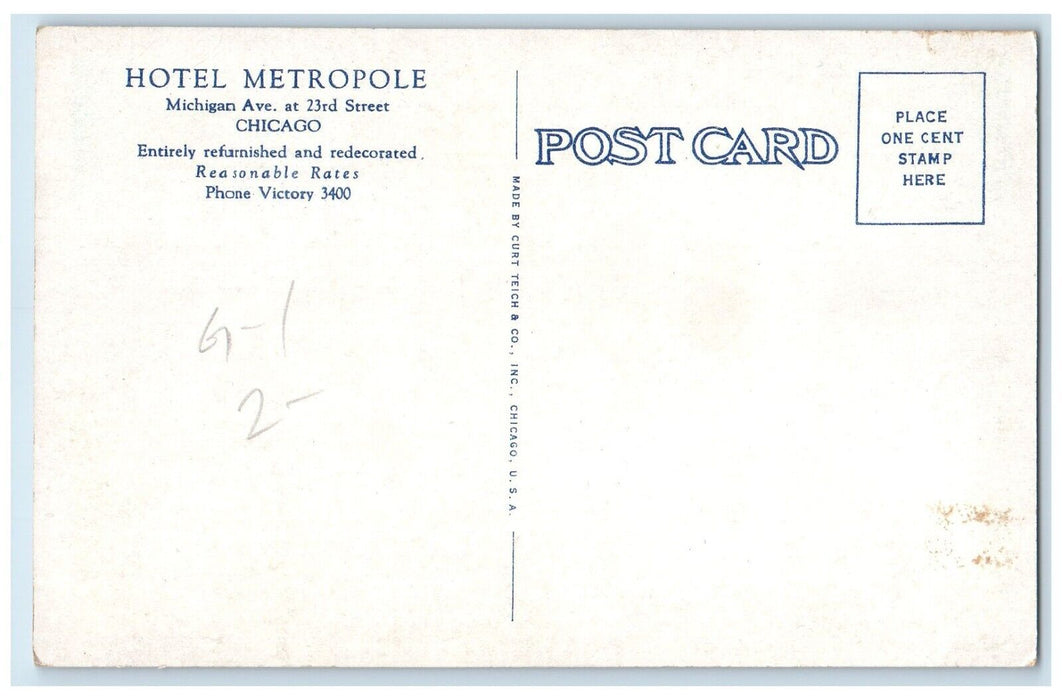 HOTEL METROPOLE
Michigan Ave. at 23rd Street
CHICAGO
Entirely refurnished and redecorated.
Reasonable Rates
Phone Victory 3400
G-1
2-
MADE BY CURT TEICH & CO., INC., CHICAGO, U. S. A.
POST CARD
PLACE
ONE CENT
STAMP
HERE